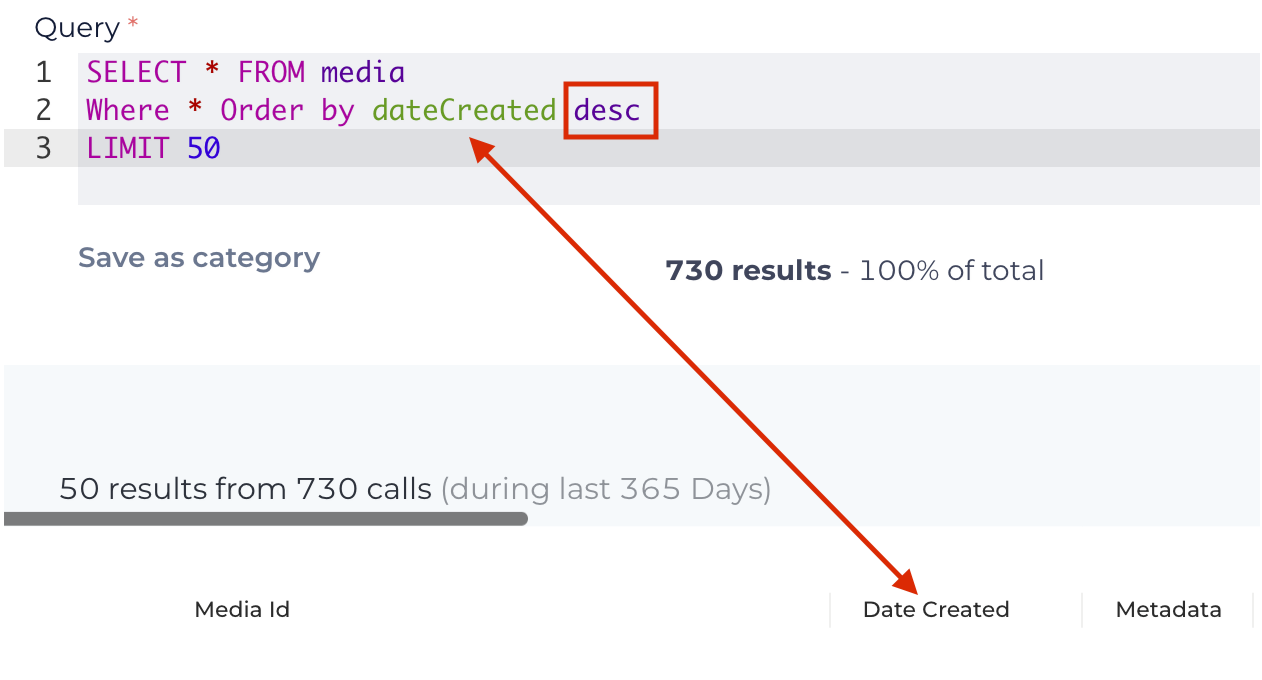 Query *
1 SELECT * FROM media
2 Where * Order by dateCreated desc
3 LIMIT 50
Save as category
730 results - 100% of total
50 results from 730 calls (during last 365 Days)
Media Id Date Created Metadata